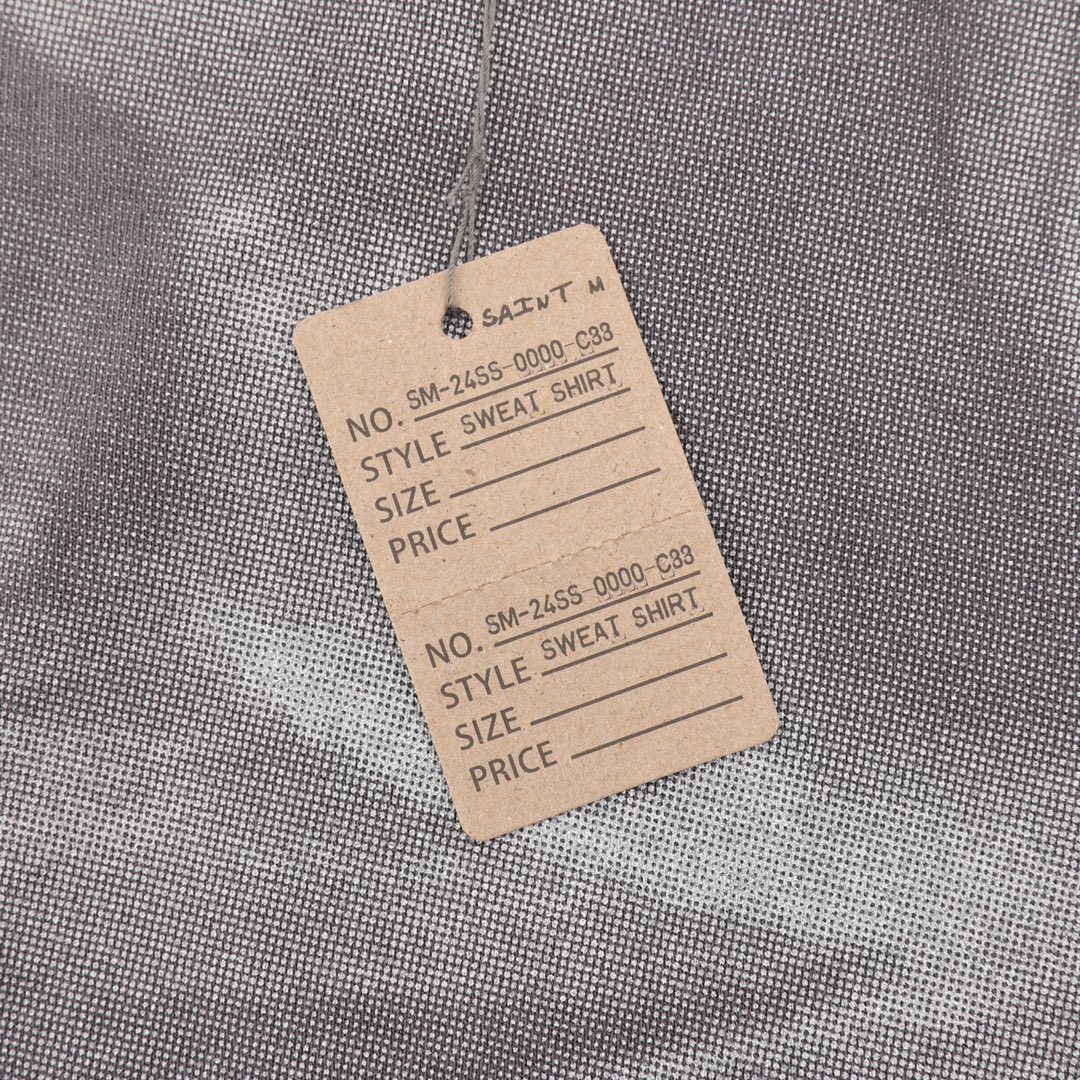 SAINT M
NO. SM-24SS-0000-C33
STYLE SWEAT SHIRT
SIZE
PRICE
NO. SM-24SS-0000-C33
STYLE SWEAT SHIRT
SIZE
PRICE